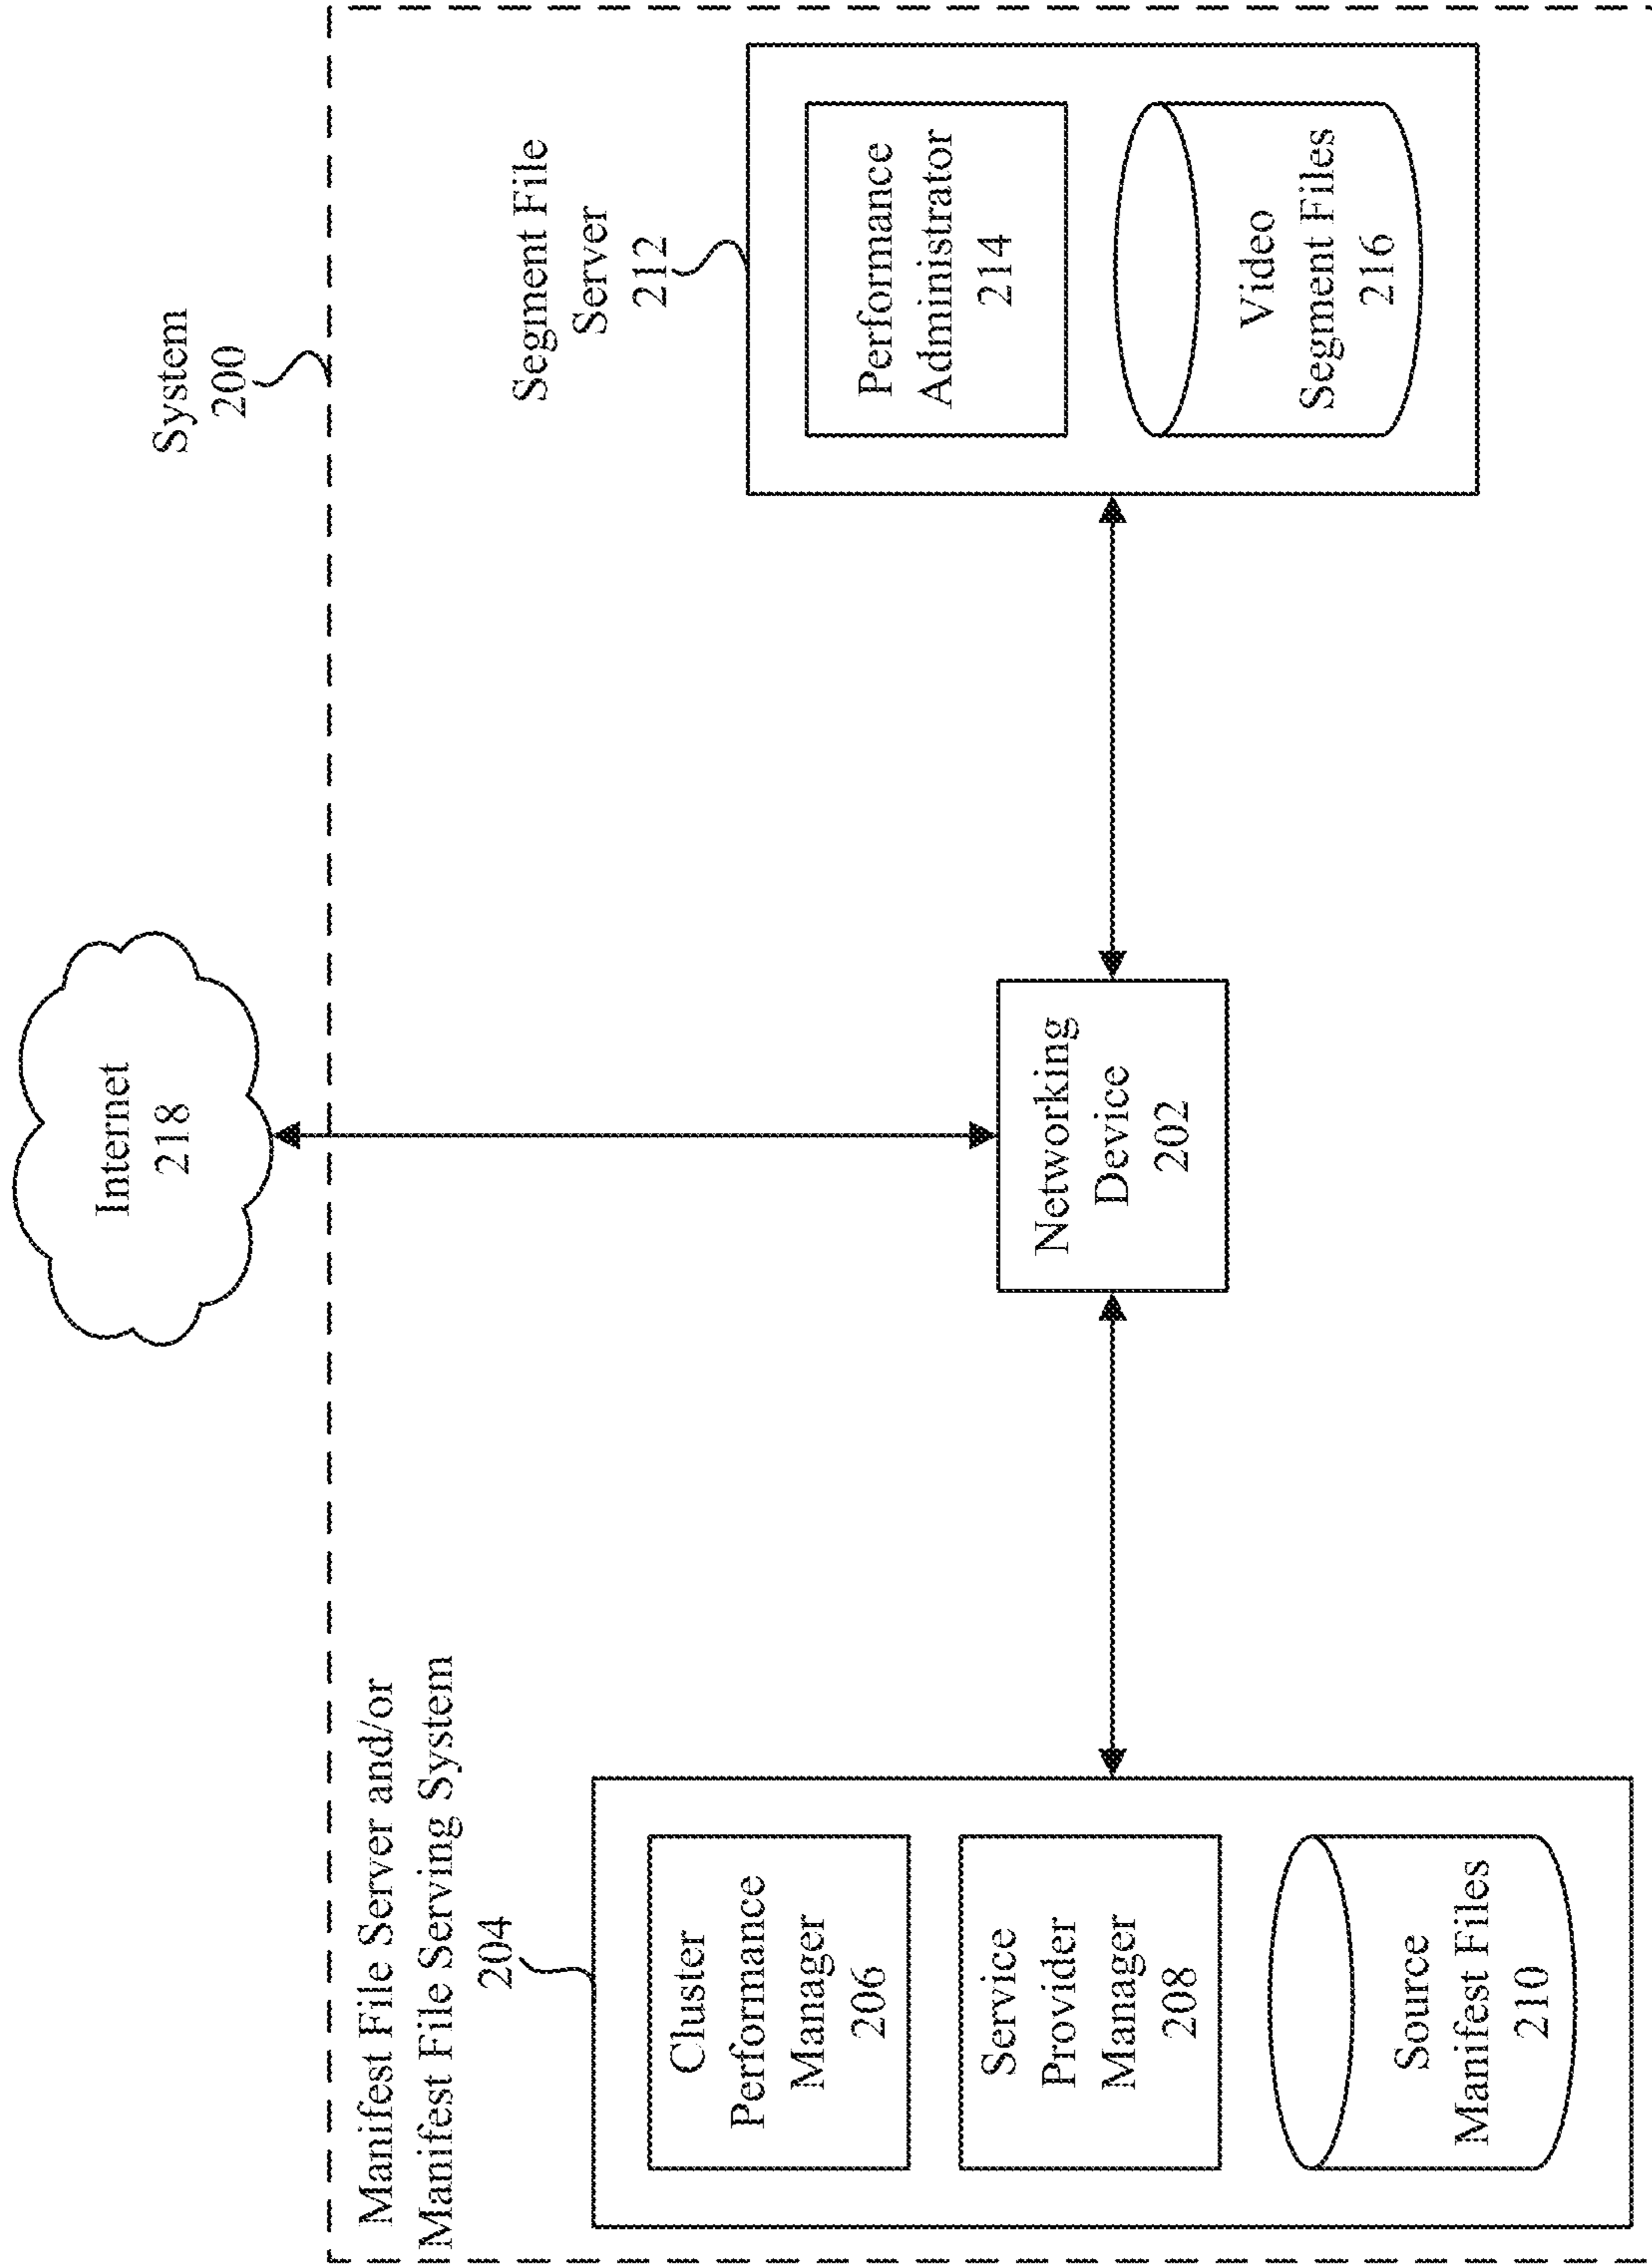 Internet
218
System
200
Manifest File Server and/or
Manifest File Serving System
204
Cluster
Performance
Manager
206
Service
Provider
Manager
208
Source
Manifest Files
210
Networking
Device
202
Segment File
Server
212
Performance
Administrator
214
Video
Segment Files
216